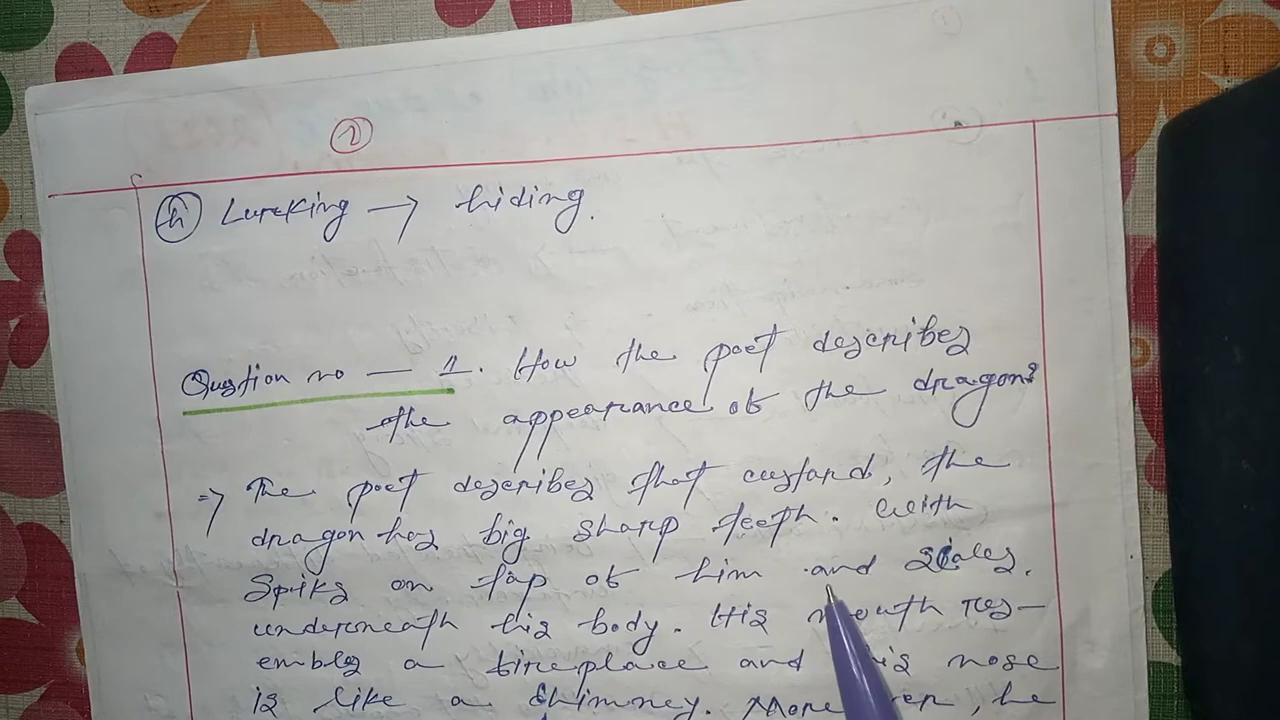 ②
ⓗ Lurking → hiding.
Question no — 1. How the poet describes
the appearance of the dragon?
⇒ The poet describes that custard, the
dragon has big sharp teeth. With
Spiks on top of him and scales.
underneath his body. His mouth res-
embles a fireplace and his nose
is like a chimney. More he